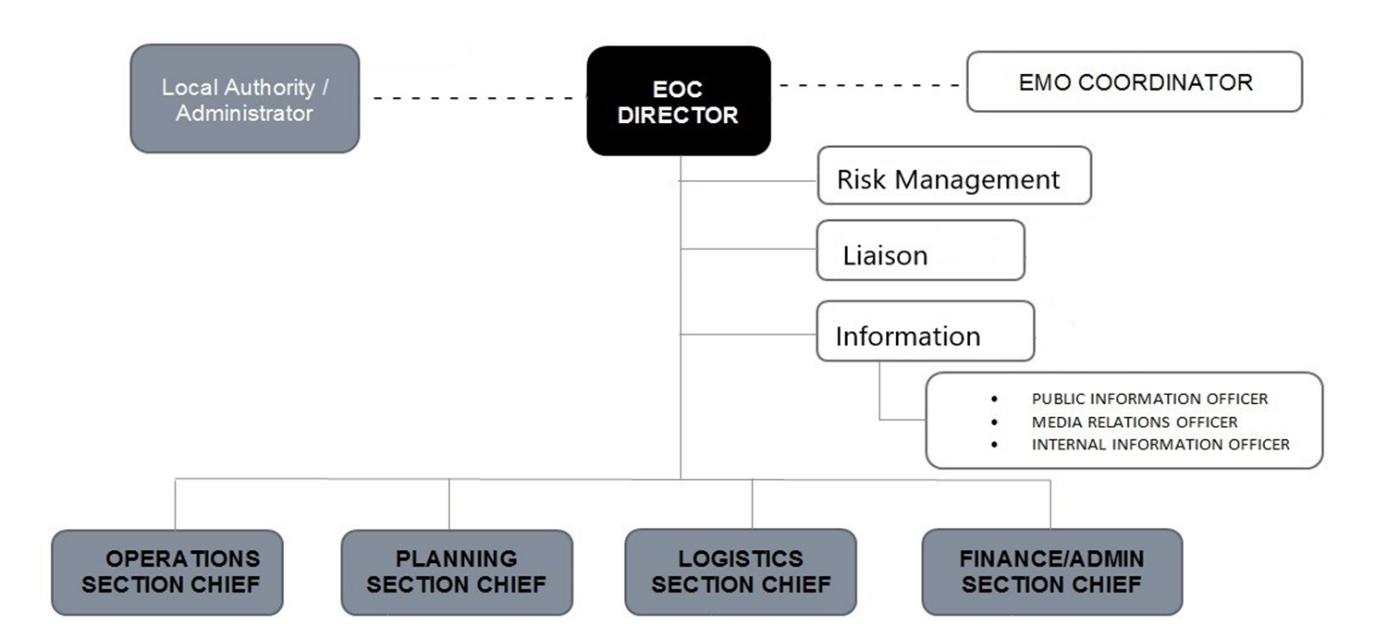 Local Authority /
Administrator
EOC
DIRECTOR
EMO COORDINATOR
Risk Management
Liaison
Information
• PUBLIC INFORMATION OFFICER
• MEDIA RELATIONS OFFICER
• INTERNAL INFORMATION OFFICER
OPERATIONS
SECTION CHIEF
PLANNING
SECTION CHIEF
LOGISTICS
SECTION CHIEF
FINANCE/ADMIN
SECTION CHIEF